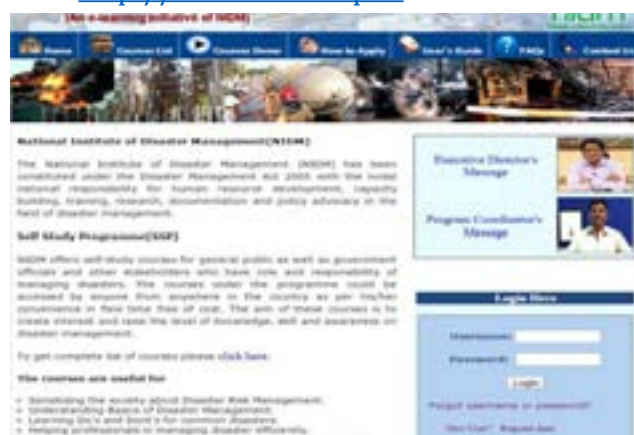 (An e-learning initiative of NIDM)
nidm
Home Courses List Courses Demo How to Apply User's Guide FAQs Contact Us
National Institute of Disaster Management(NIDM)
The National Institute of Disaster Management (NIDM) has been
constituted under the Disaster Management Act 2005 with the nodal
national responsibility for human resource development, capacity
building, training, research, documentation and policy advocacy in the
field of disaster management.
Self Study Programme(SSP)
NIDM offers self-study courses for general public as well as government
officials and other stakeholders who have role and responsibility of
managing disasters. The courses under the programme could be
accessed by anyone from anywhere in the country as per his/her
convenience in flexi time free of cost. The aim of these courses is to
create interest and raise the level of knowledge, skill and awareness on
disaster management.
To get complete list of courses please click here.
The courses are useful for
Sensitising the society about Disaster Risk Management.
Understanding Basics of Disaster Management.
Learning Do's and Dont's for common disasters.
Helping professionals in managing disaster efficiently.
Executive Director's
Message
Program Coordinator's
Message
Login Here
Username:
Password:
Login
Forgot username or password?
New User? Register here